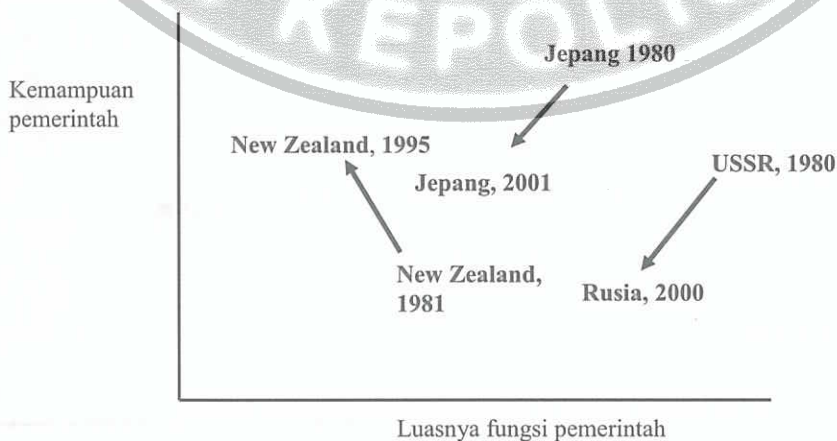 KEPOLIS
Jepang 1980
Kemampuan
pemerintah
New Zealand, 1995
USSR, 1980
Jepang, 2001
New Zealand,
1981
Rusia, 2000
Luasnya fungsi pemerintah